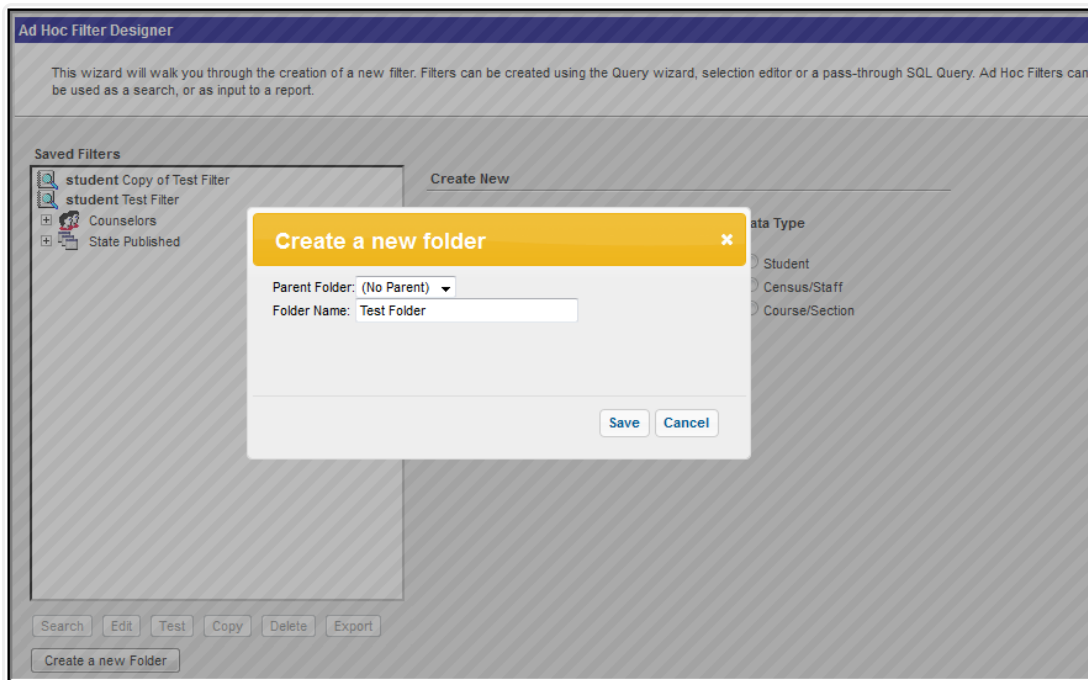 Ad Hoc Filter Designer
This wizard will walk you through the creation of a new filter. Filters can be created using the Query wizard, selection editor or a pass-through SQL Query. Ad Hoc Filters can
be used as a search, or as input to a report.
Saved Filters
student Copy of Test Filter
student Test Filter
Counselors
State Published
Create New
ata Type
Student
Census/Staff
Course/Section
Create a new folder
Parent Folder: (No Parent)
Folder Name: Test Folder
Save Cancel
Search Edit Test Copy Delete Export
Create a new Folder